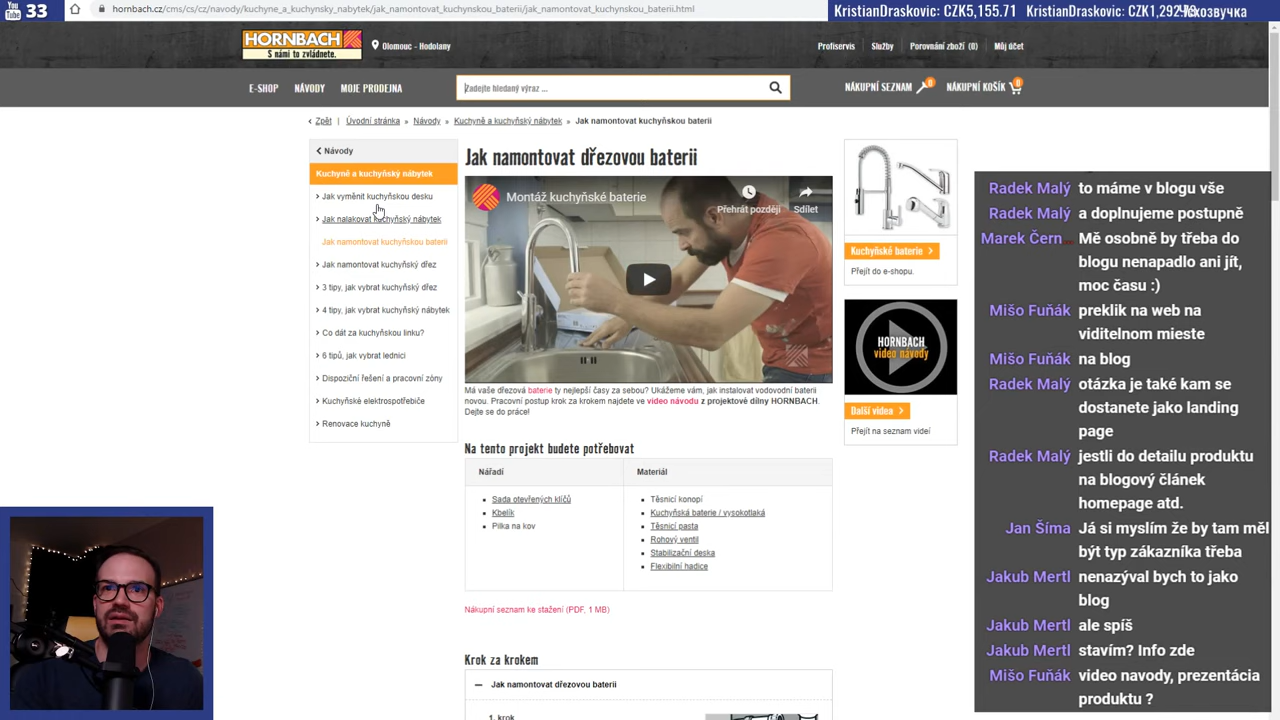 You Tube 33
hornbach.cz/cms/cs/cz/navody/kuchyne_a_kuchynsky_nabytek/jak_namontovat_kuchynskou_baterii/jak_namontovat_kuchynskou_baterii.html
KristianDraskovic: CZK5,155.71 KristianDraskovic: CZK1,29
HORNBACH
S námi to zvládnete.
Olomouc - Hodolany
Profiservis Služby Porovnání zboží (0) Můj účet
E-SHOP NÁVODY MOJE PRODEJNA
Zadejte hledaný výraz ...
NÁKUPNÍ SEZNAM 0 NÁKUPNÍ KOŠÍK 0
Zpět | Úvodní stránka » Návody » Kuchyně a kuchyňský nábytek » Jak namontovat kuchyňskou baterii
Návody
Kuchyně a kuchyňský nábytek
Jak vyměnit kuchyňskou desku
Jak nalakovat kuchyňský nábytek
Jak namontovat kuchyňskou baterii
Jak namontovat kuchyňský dřez
3 tipy, jak vybrat kuchyňský dřez
4 tipy, jak vybrat kuchyňský nábytek
Co dát za kuchyňskou linku?
6 tipů, jak vybrat lednici
Dispoziční řešení a pracovní zóny
Kuchyňské elektrospotřebiče
Renovace kuchyně
Jak namontovat dřezovou baterii
Montáž kuchyňské baterie
Přehrát později Sdílet
Má vaše dřezová baterie ty nejlepší časy za sebou? Ukážeme vám, jak instalovat vodovodní baterii
novou. Pracovní postup krok za krokem najdete ve video návodu z projektové dílny HORNBACH.
Dejte se do práce!
Na tento projekt budete potřebovat
Nářadí Materiál
Sada otevřených klíčů
Kbelík
Pilka na kov
Těsnicí konopí
Kuchyňská baterie / vysokotlaká
Těsnicí pasta
Rohový ventil
Stabilizační deska
Flexibilní hadice
Nákupní seznam ke stažení (PDF, 1 MB)
Krok za krokem
Jak namontovat dřezovou baterii
1. krok
Kuchyňské baterie
Přejít do e-shopu.
HORNBACH
video návody
Další videa
Přejít na seznam videí
Radek Malý to máme v blogu vše
Radek Malý a doplnujeme postupně
Marek Čern... Mě osobně by třeba do
blogu nenapadlo ani jít,
moc času :)
Mišo Fuňák preklik na web na
viditelnom mieste
Mišo Fuňák na blog
Radek Malý otázka je také kam se
dostanete jako landing
page
Radek Malý jestli do detailu produktu
na blogový článek
homepage atd.
Jan Šíma Já si myslím že by tam měl
být typ zákazníka třeba
Jakub Mertl nenazýval bych to jako
blog
Jakub Mertl ale spíš
Jakub Mertl stavím? Info zde
Mišo Fuňák video navody, prezentácia
produktu ?